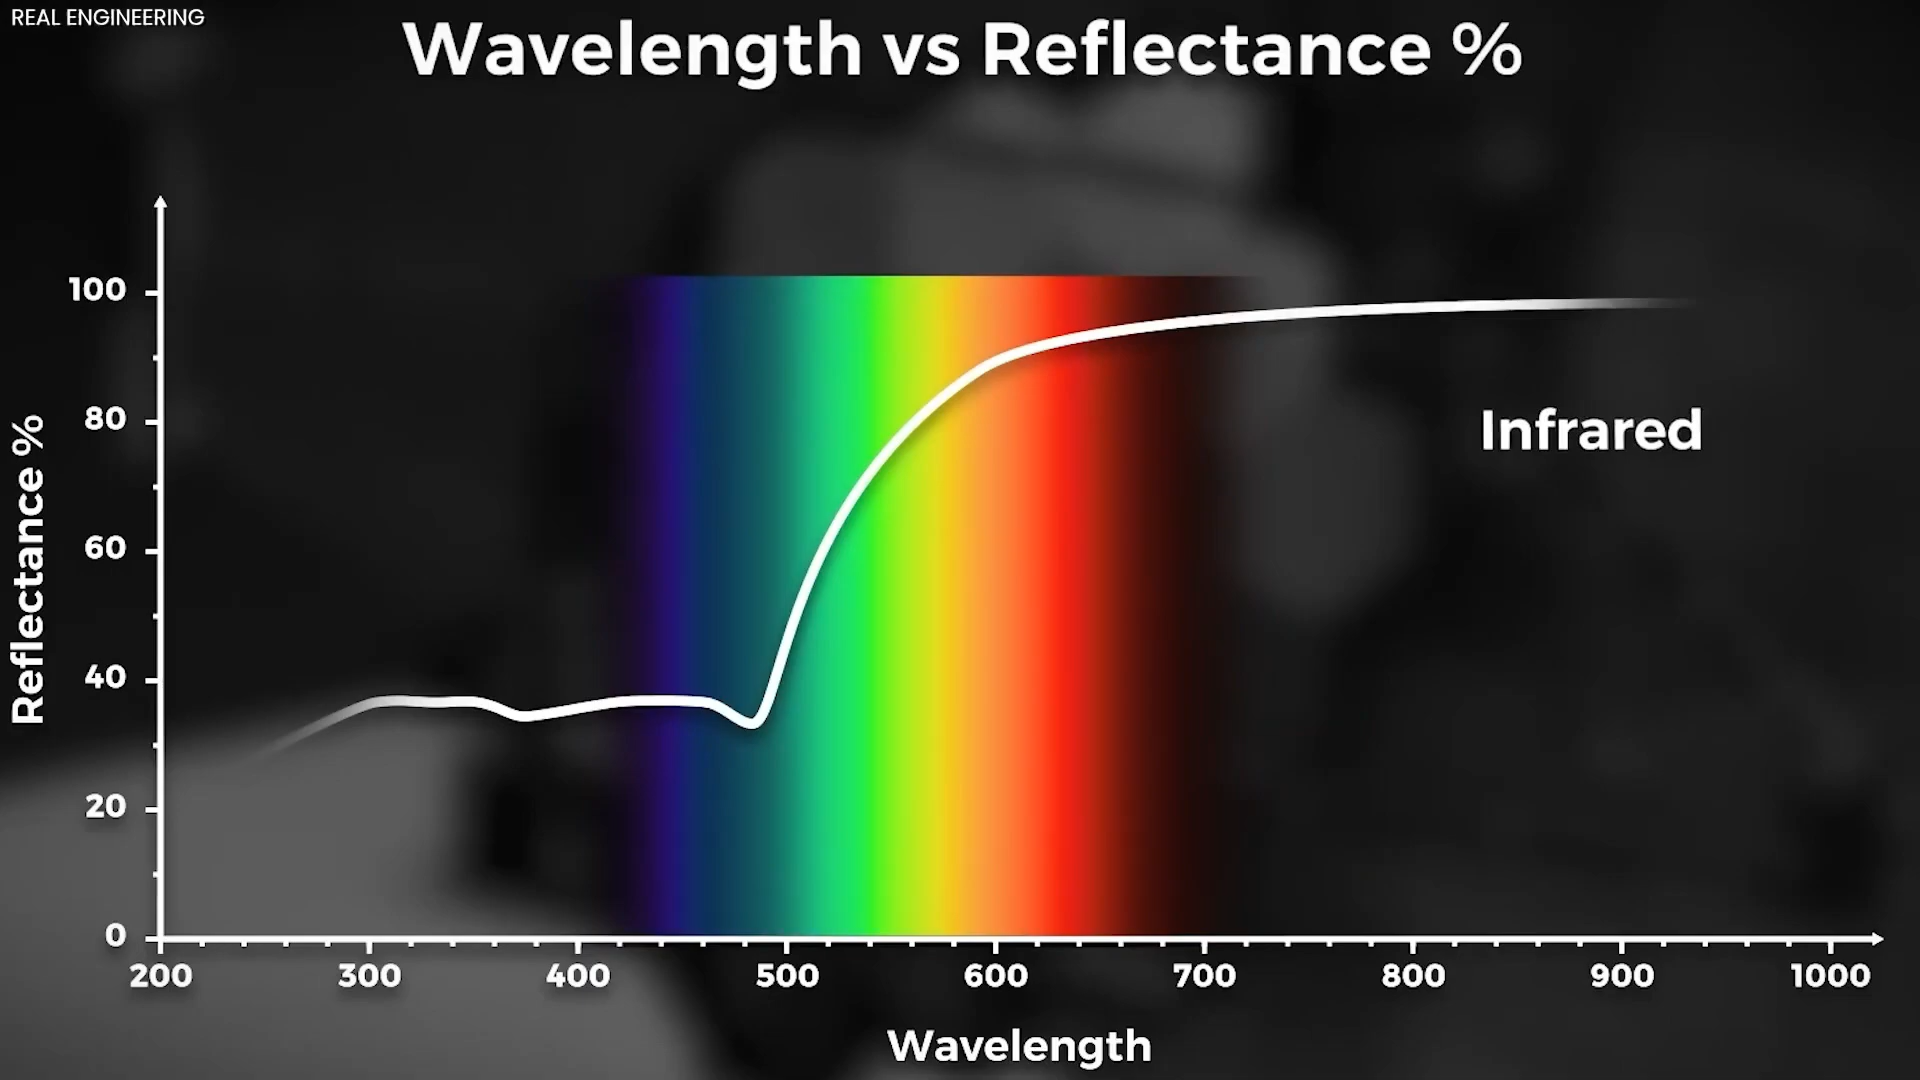 REAL ENGINEERING
Wavelength vs Reflectance %
100
80
60
40
20
0
Reflectance %
Infrared
200 300 400 500 600 700 800 900 1000
Wavelength